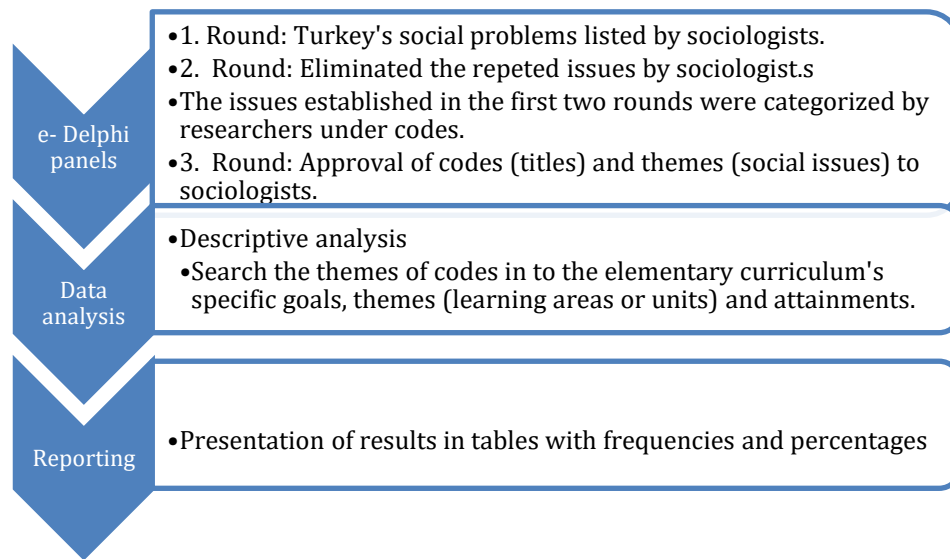 e- Delphi
panels
•1. Round: Turkey's social problems listed by sociologists.
•2. Round: Eliminated the repeted issues by sociologist.s
•The issues established in the first two rounds were categorized by
researchers under codes.
•3. Round: Approval of codes (titles) and themes (social issues) to
sociologists.
Data
analysis
•Descriptive analysis
•Search the themes of codes in to the elementary curriculum's
specific goals, themes (learning areas or units) and attainments.
Reporting
•Presentation of results in tables with frequencies and percentages